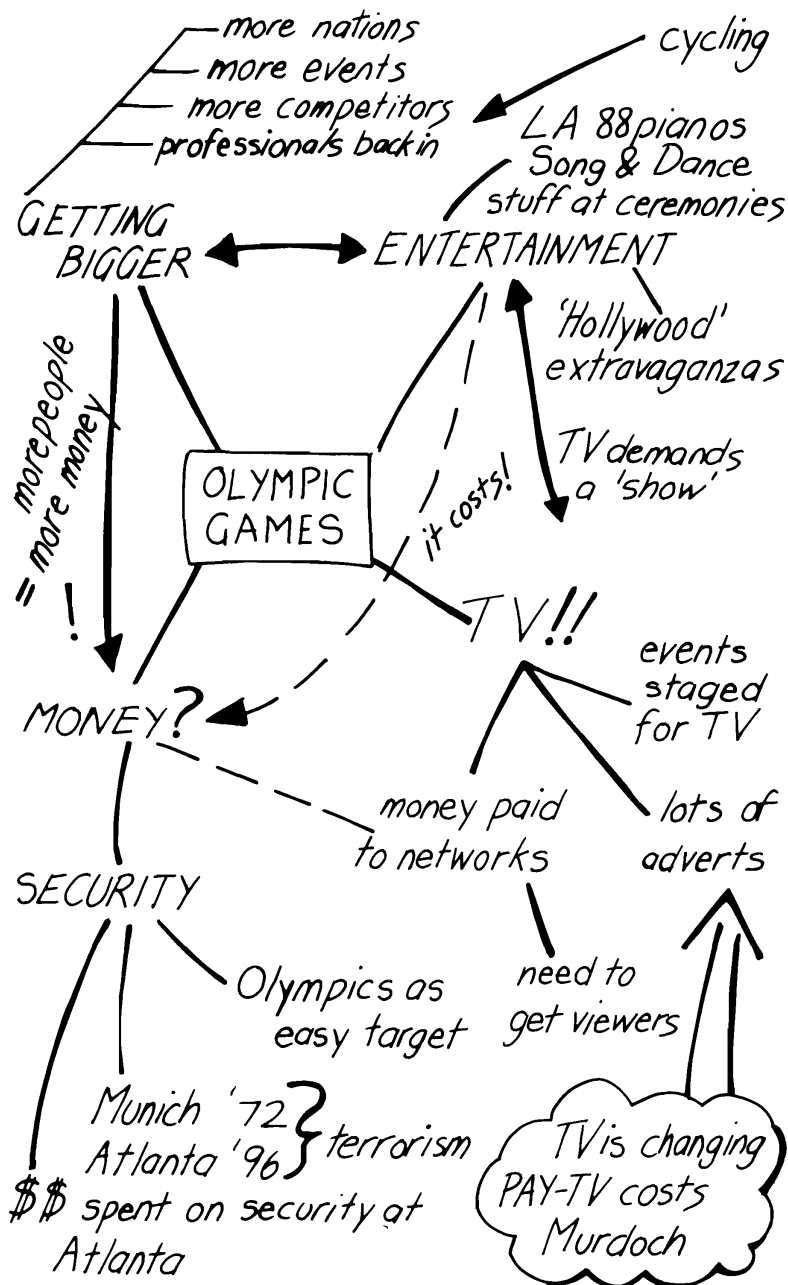 more nations
more events
more competitors
professionals back in
cycling
LA 88 pianos
Song & Dance
stuff at ceremonies
GETTING
BIGGER
ENTERTAINMENT
'Hollywood'
extravaganzas
more people
= more money
!
OLYMPIC
GAMES
it costs!
TV demands
a 'show'
TV!!
events
staged
for TV
MONEY?
money paid
to networks
lots of
adverts
SECURITY
Olympics as
easy target
need to
get viewers
Munich '72
Atlanta '96
terrorism
$$ spent on security at
Atlanta
TV is changing
PAY-TV costs
Murdoch